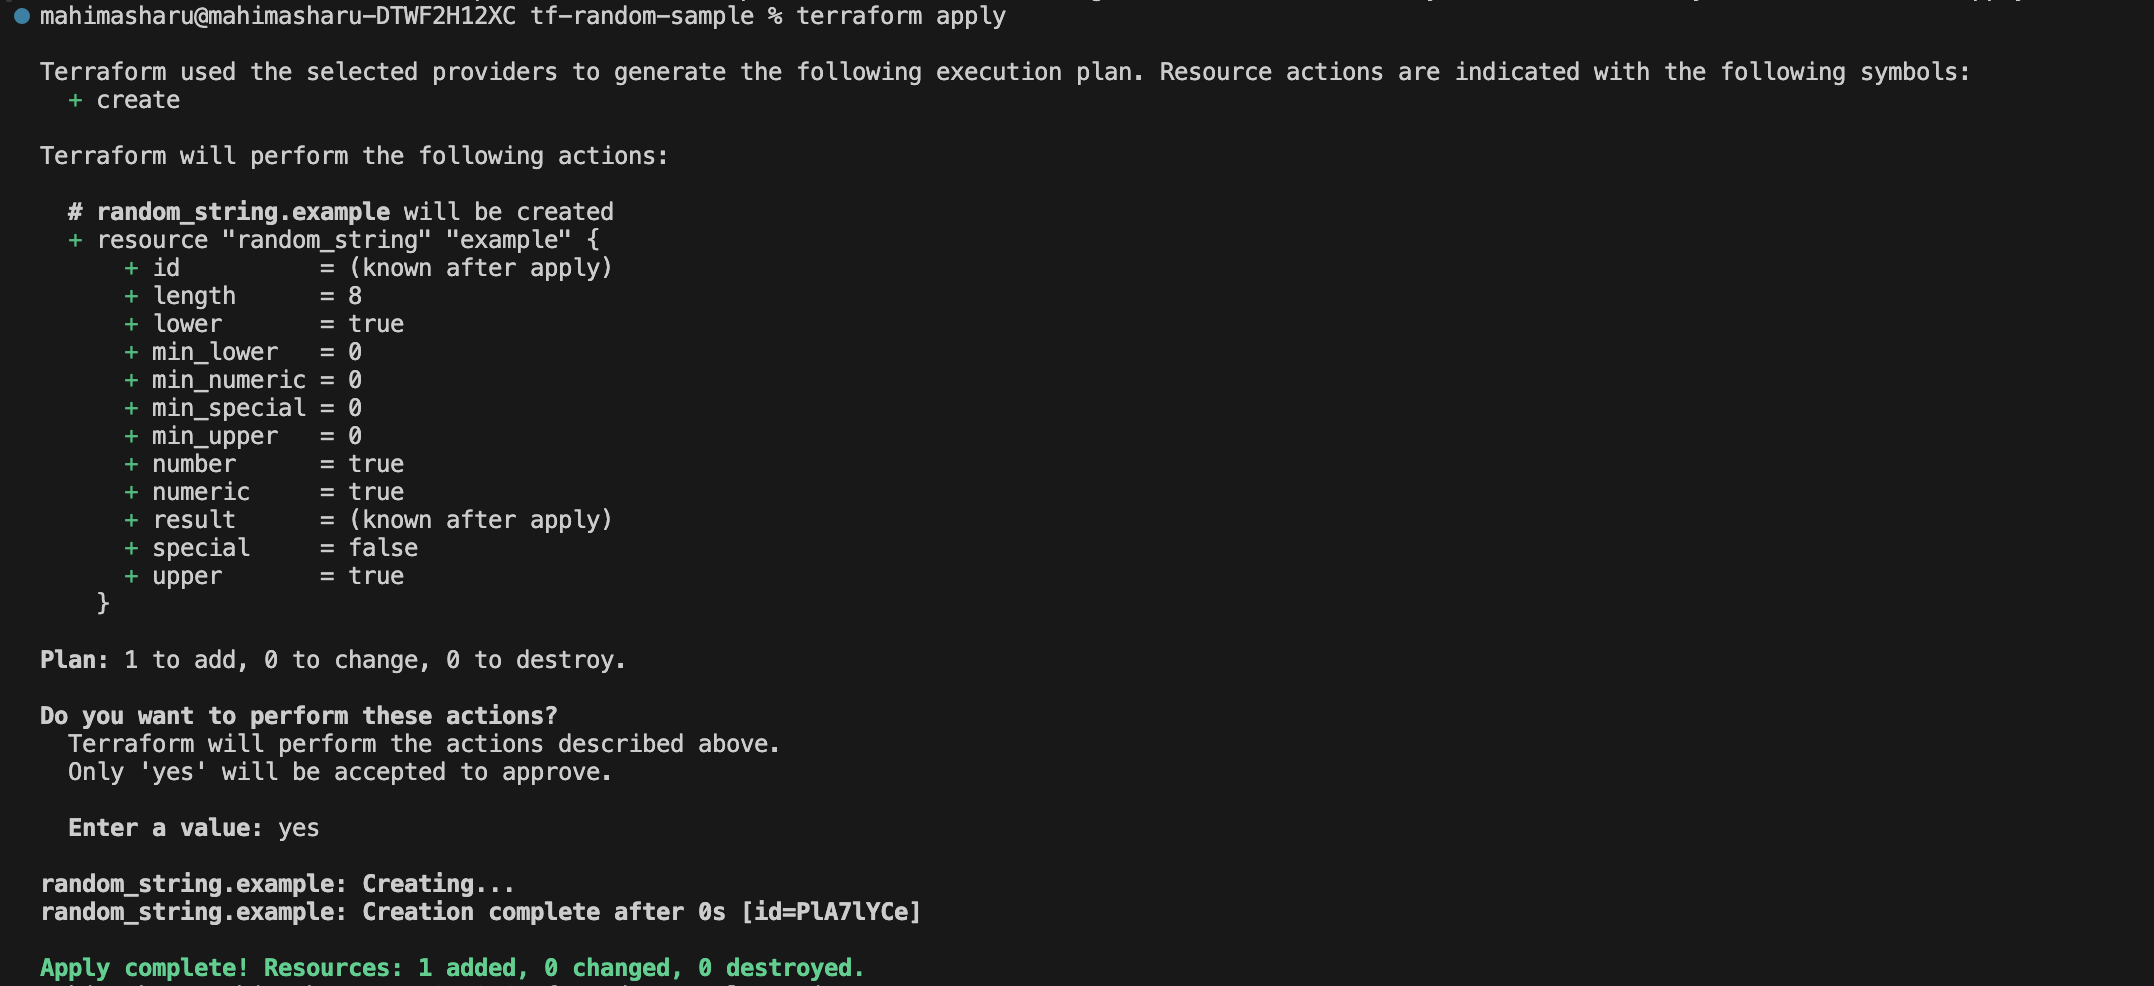 mahimasharu@mahimasharu-DTWF2H12XC tf-random-sample % terraform apply
Terraform used the selected providers to generate the following execution plan. Resource actions are indicated with the following symbols:
+ create
Terraform will perform the following actions:
# random_string.example will be created
+ resource "random_string" "example" {
+ id          = (known after apply)
+ length      = 8
+ lower       = true
+ min_lower   = 0
+ min_numeric = 0
+ min_special = 0
+ min_upper   = 0
+ number      = true
+ numeric     = true
+ result      = (known after apply)
+ special     = false
+ upper       = true
}
Plan: 1 to add, 0 to change, 0 to destroy.
Do you want to perform these actions?
Terraform will perform the actions described above.
Only 'yes' will be accepted to approve.
Enter a value: yes
random_string.example: Creating...
random_string.example: Creation complete after 0s [id=PlA7lYCe]
Apply complete! Resources: 1 added, 0 changed, 0 destroyed.